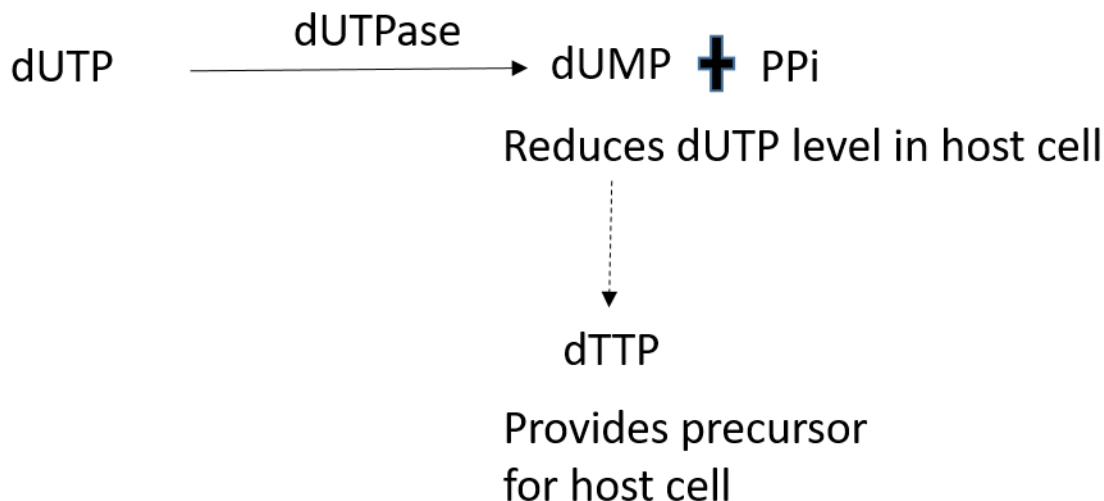 dUTPase
dUTP dUMP + PPi
Reduces dUTP level in host cell
dTTP
Provides precursor
for host cell